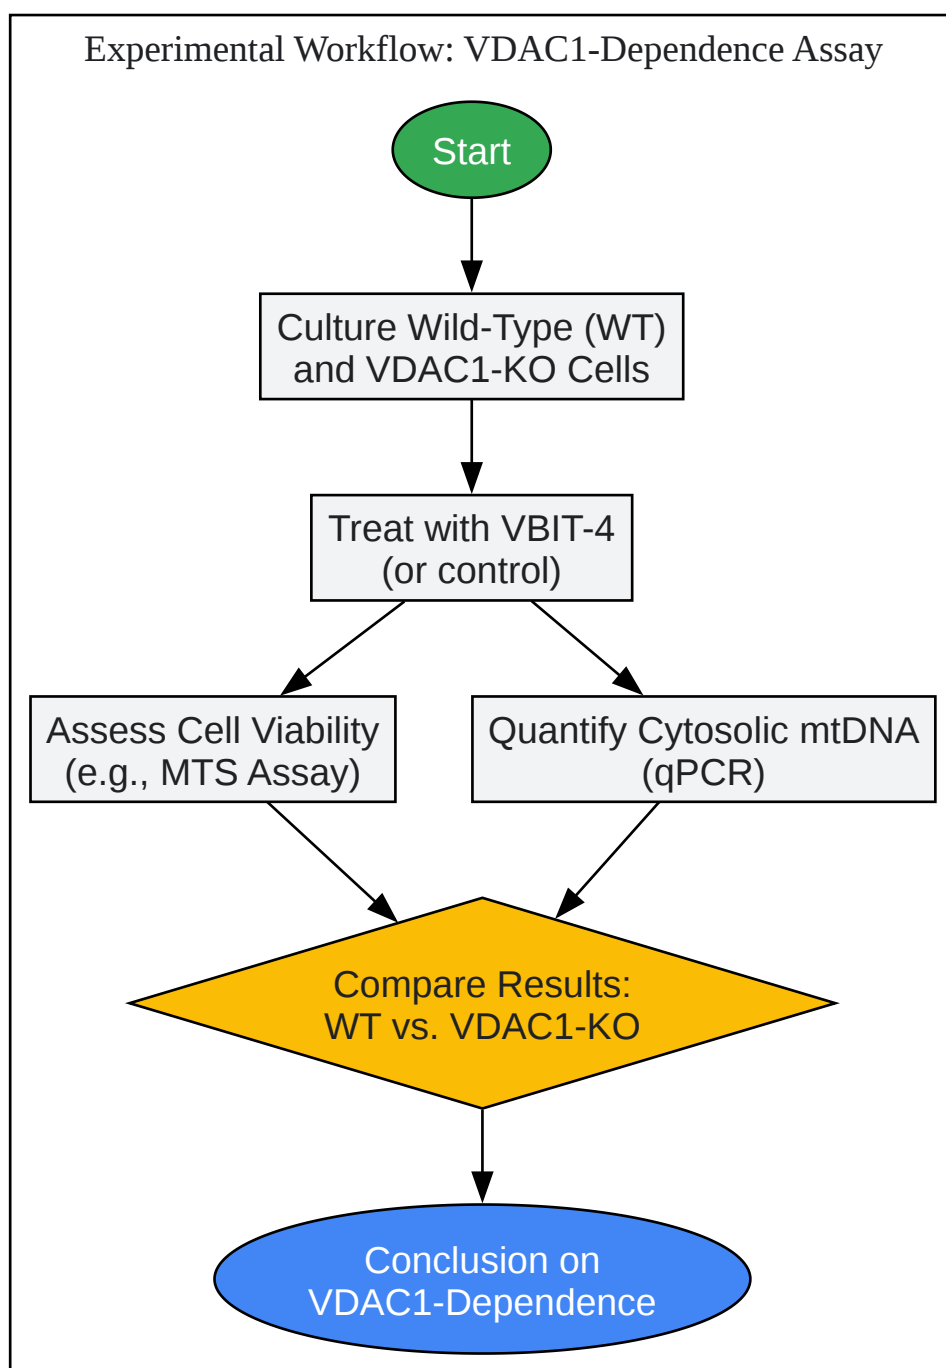 Experimental Workflow: VDAC1-Dependence Assay
Start
Culture Wild-Type (WT)
and VDAC1-KO Cells
Treat with VBIT-4
(or control)
Assess Cell Viability
(e.g., MTS Assay)
Quantify Cytosolic mtDNA
(qPCR)
Compare Results:
WT vs. VDAC1-KO
Conclusion on
VDAC1-Dependence